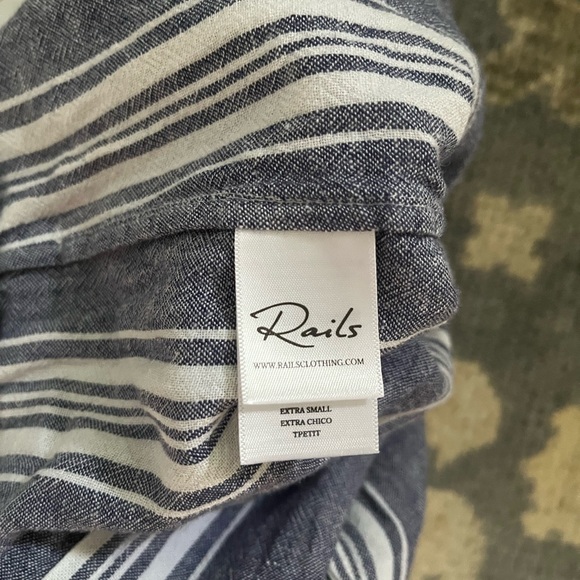 Rails
WWW.RAILSCLOTHING.COM
EXTRA SMALL
EXTRA CHICO
TPETIT